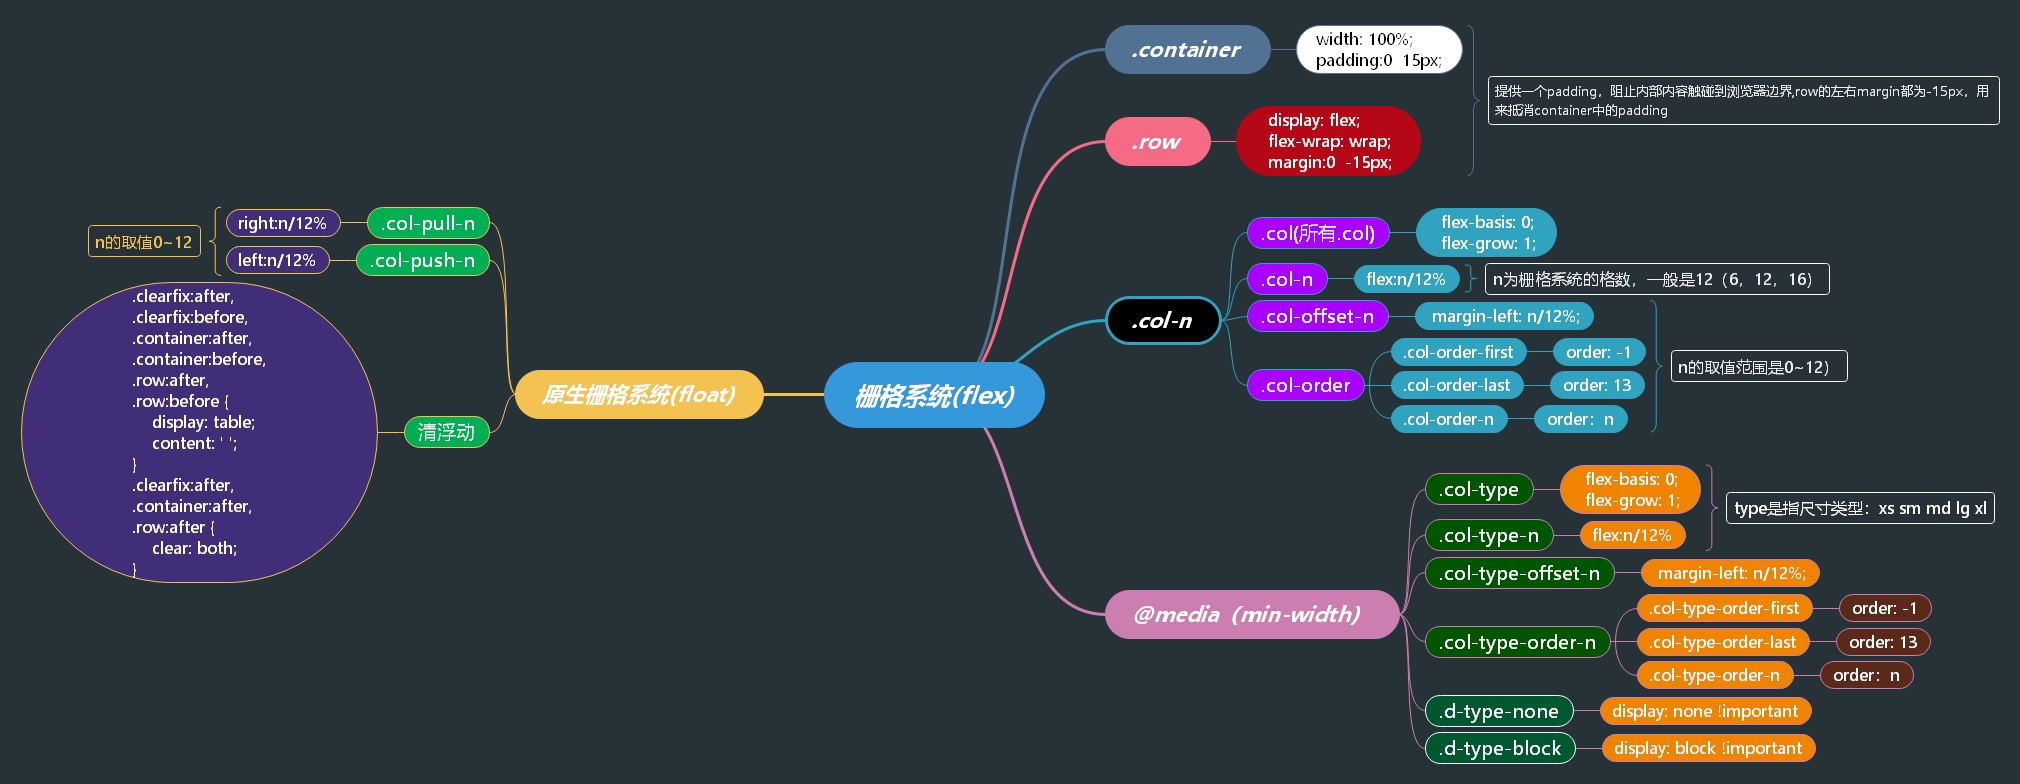 栅格系统(flex)
.container
width: 100%;
padding:0  15px;
.row
display: flex;
flex-wrap: wrap;
margin:0  -15px;
提供一个padding，阻止内部内容触碰到浏览器边界,row的左右margin都为-15px，用
来抵消container中的padding
.col-n
.col(所有.col)
flex-basis: 0;
flex-grow: 1;
.col-n
flex:n/12%
n为栅格系统的格数，一般是12（6，12，16）
.col-offset-n
margin-left: n/12%;
.col-order
.col-order-first
order: -1
.col-order-last
order: 13
.col-order-n
order：n
n的取值范围是0~12）
@media（min-width）
.col-type
flex-basis: 0;
flex-grow: 1;
.col-type-n
flex:n/12%
type是指尺寸类型：xs sm md lg xl
.col-type-offset-n
margin-left: n/12%;
.col-type-order-n
.col-type-order-first
order: -1
.col-type-order-last
order: 13
.col-type-order-n
order：n
.d-type-none
display: none !important
.d-type-block
display: block !important
原生栅格系统(float)
.col-pull-n
right:n/12%
.col-push-n
left:n/12%
n的取值0~12
清浮动
.clearfix:after,
.clearfix:before,
.container:after,
.container:before,
.row:after,
.row:before {
display: table;
content: ' ';
}
.clearfix:after,
.container:after,
.row:after {
clear: both;
}